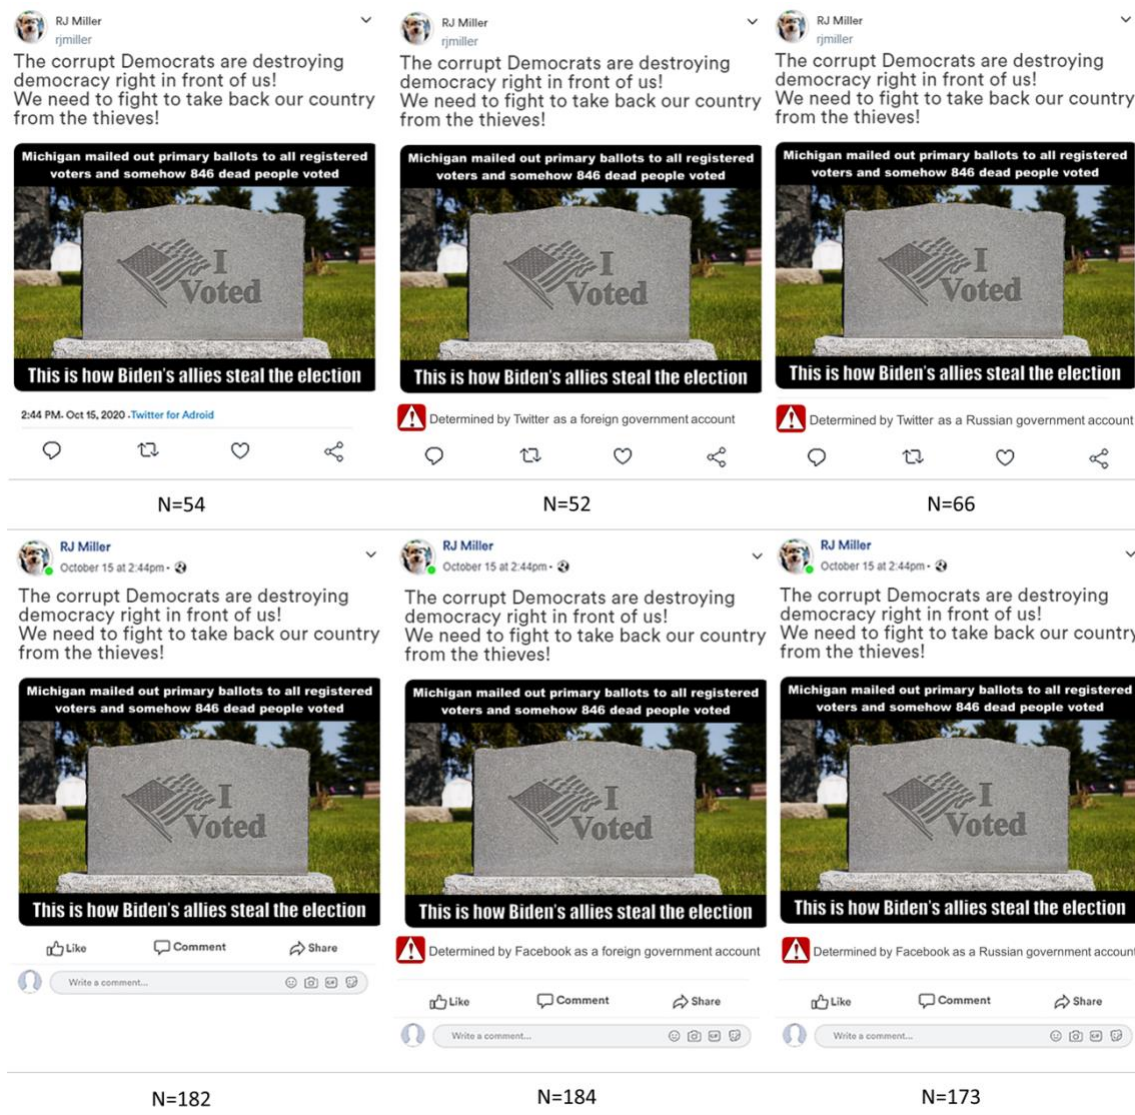 RJ Miller
rjmiller
The corrupt Democrats are destroying
democracy right in front of us!
We need to fight to take back our country
from the thieves!
Michigan mailed out primary ballots to all registered
voters and somehow 846 dead people voted
I
Voted
This is how Biden's allies steal the election
2:44 PM. Oct 15, 2020 .Twitter for Adroid
N=54
RJ Miller
rjmiller
The corrupt Democrats are destroying
democracy right in front of us!
We need to fight to take back our country
from the thieves!
Michigan mailed out primary ballots to all registered
voters and somehow 846 dead people voted
I
Voted
This is how Biden's allies steal the election
Determined by Twitter as a foreign government account
N=52
RJ Miller
rjmiller
The corrupt Democrats are destroying
democracy right in front of us!
We need to fight to take back our country
from the thieves!
Michigan mailed out primary ballots to all registered
voters and somehow 846 dead people voted
I
Voted
This is how Biden's allies steal the election
Determined by Twitter as a Russian government account
N=66
RJ Miller
October 15 at 2:44pm •
The corrupt Democrats are destroying
democracy right in front of us!
We need to fight to take back our country
from the thieves!
Michigan mailed out primary ballots to all registered
voters and somehow 846 dead people voted
I
Voted
This is how Biden's allies steal the election
Like Comment Share
Write a comment...
N=182
RJ Miller
October 15 at 2:44pm •
The corrupt Democrats are destroying
democracy right in front of us!
We need to fight to take back our country
from the thieves!
Michigan mailed out primary ballots to all registered
voters and somehow 846 dead people voted
I
Voted
This is how Biden's allies steal the election
Determined by Facebook as a foreign government account
Like Comment Share
Write a comment...
N=184
RJ Miller
October 15 at 2:44pm •
The corrupt Democrats are destroying
democracy right in front of us!
We need to fight to take back our country
from the thieves!
Michigan mailed out primary ballots to all registered
voters and somehow 846 dead people voted
I
Voted
This is how Biden's allies steal the election
Determined by Facebook as a Russian government account
Like Comment Share
Write a comment...
N=173